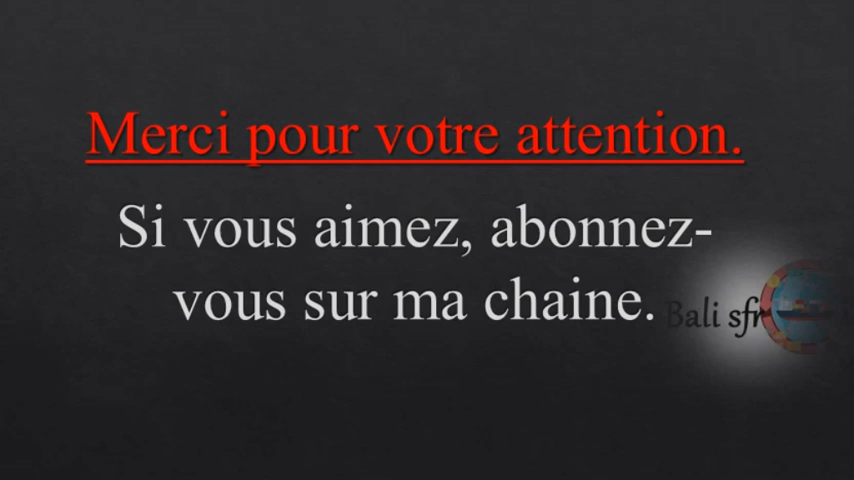 Merci pour votre attention.
Si vous aimez, abonnez-
vous sur ma chaine.
Bali sfr